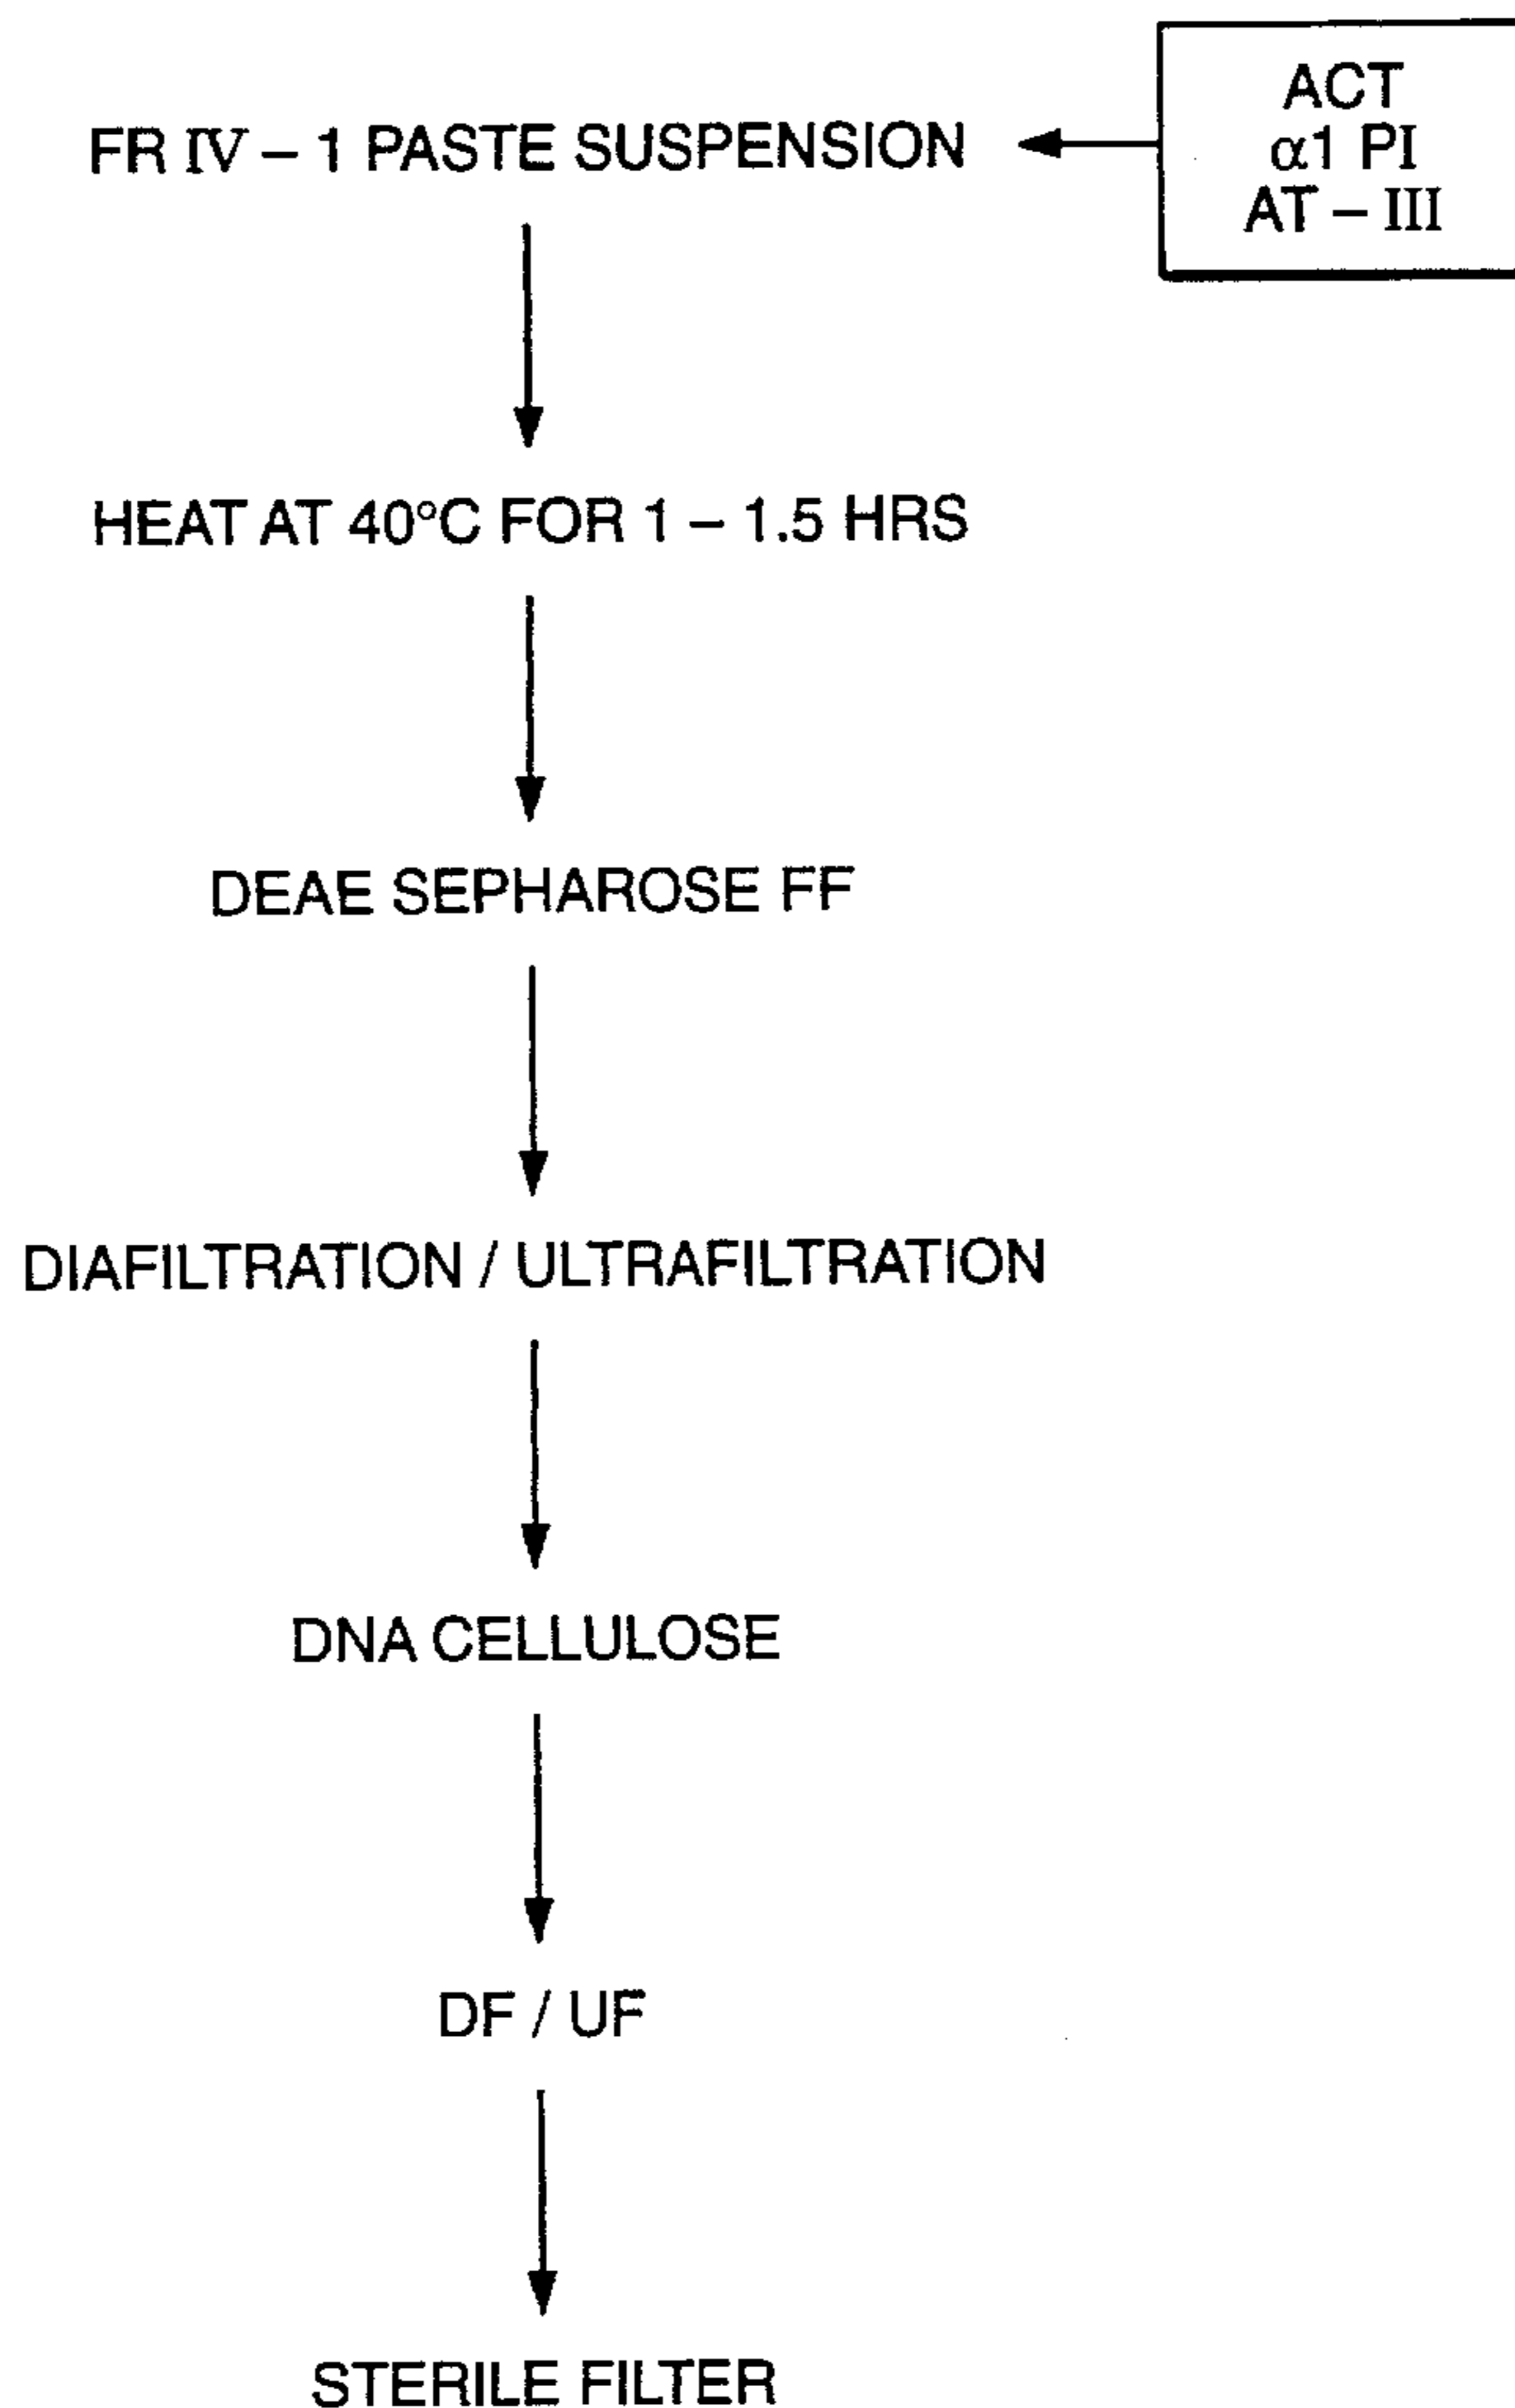 FR IV – 1 PASTE SUSPENSION
ACT
α1 PI
AT – III
HEAT AT 40°C FOR 1 – 1.5 HRS
DEAE SEPHAROSE FF
DIAFILTRATION / ULTRAFILTRATION
DNA CELLULOSE
DF / UF
STERILE FILTER